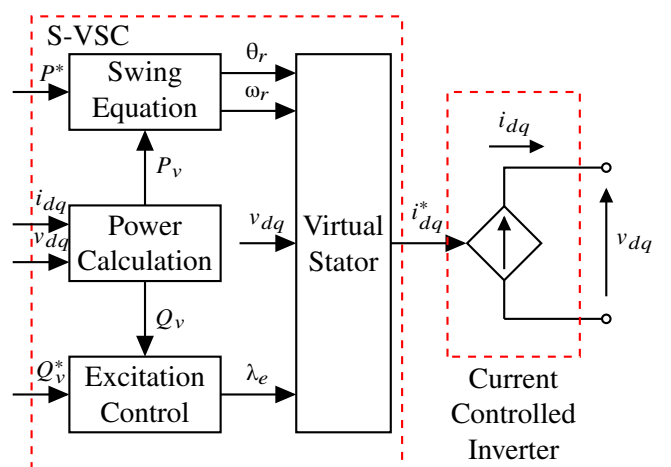 S-VSC
P*
Swing
Equation
θr
ωr
Pv
idq
vdq
Power
Calculation
vdq
Virtual
Stator
i*dq
idq
vdq
Qv
Q*v
Excitation
Control
λe
Current
Controlled
Inverter